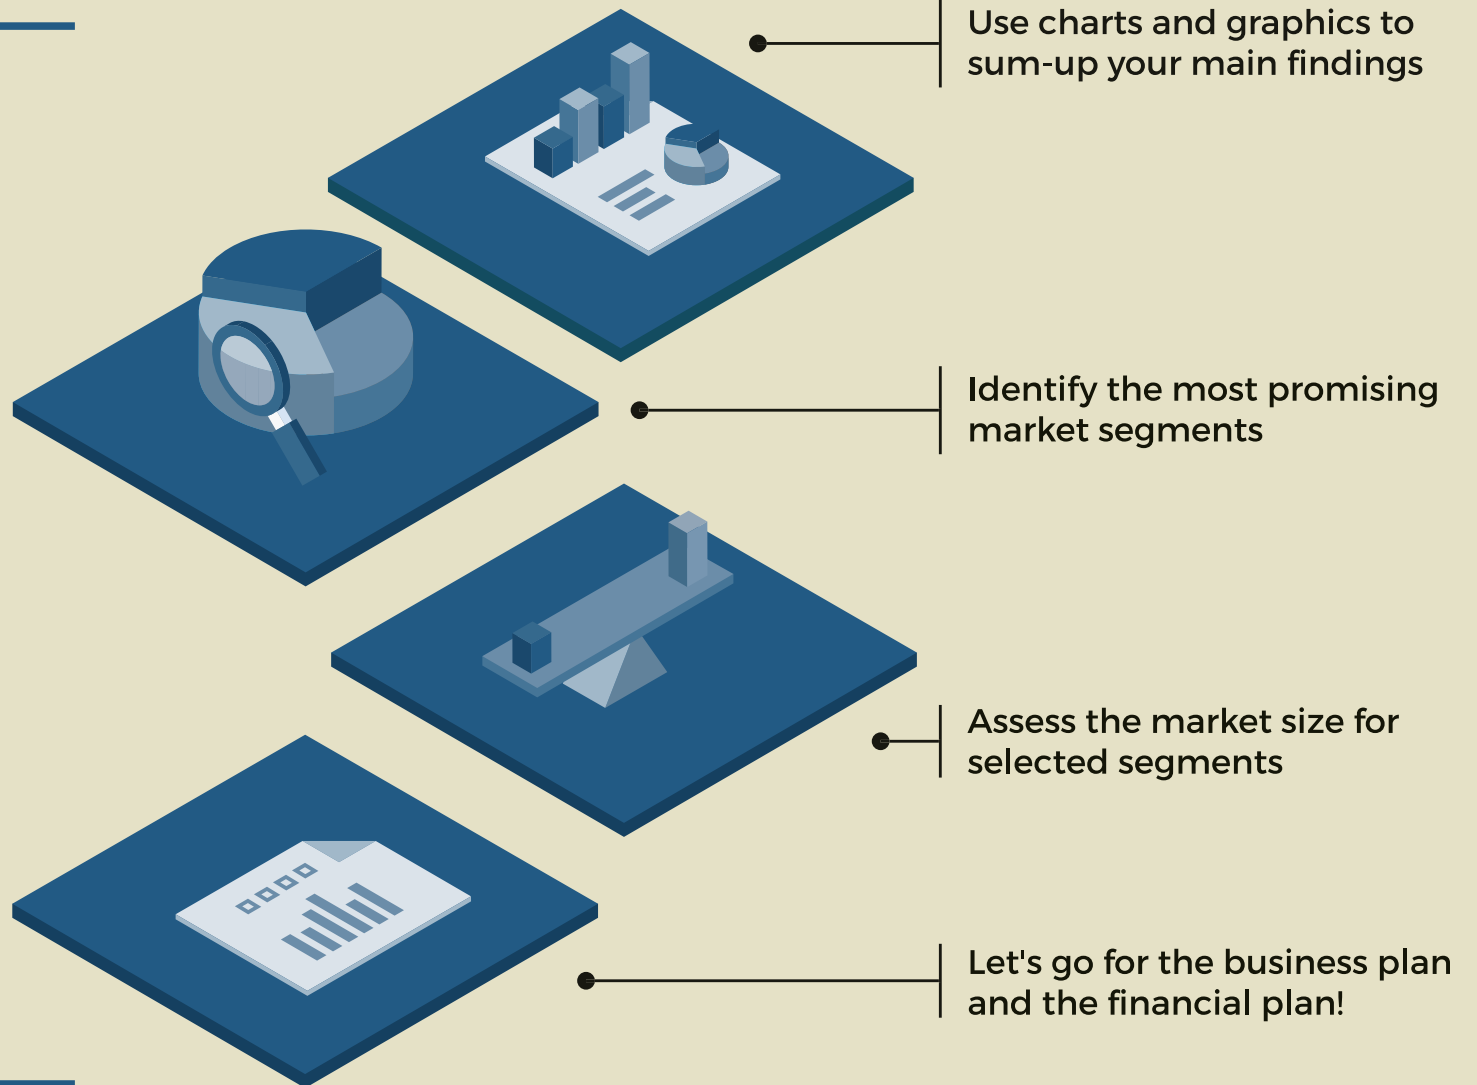 Use charts and graphics to
sum-up your main findings
Identify the most promising
market segments
Assess the market size for
selected segments
Let's go for the business plan
and the financial plan!